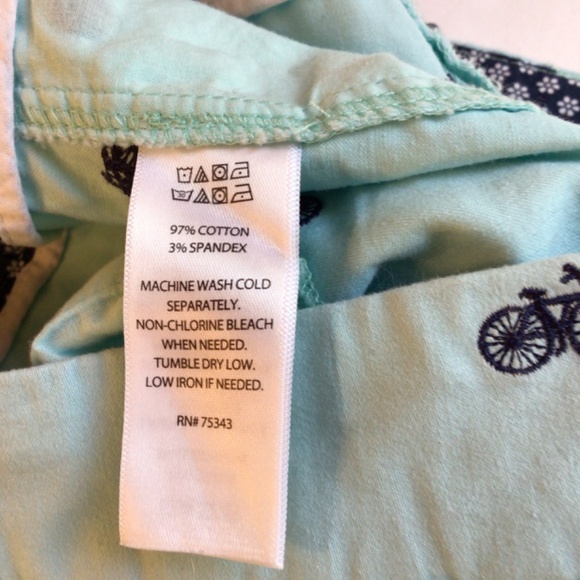 97% COTTON
3% SPANDEX
MACHINE WASH COLD
SEPARATELY.
NON-CHLORINE BLEACH
WHEN NEEDED.
TUMBLE DRY LOW.
LOW IRON IF NEEDED.
RN# 75343